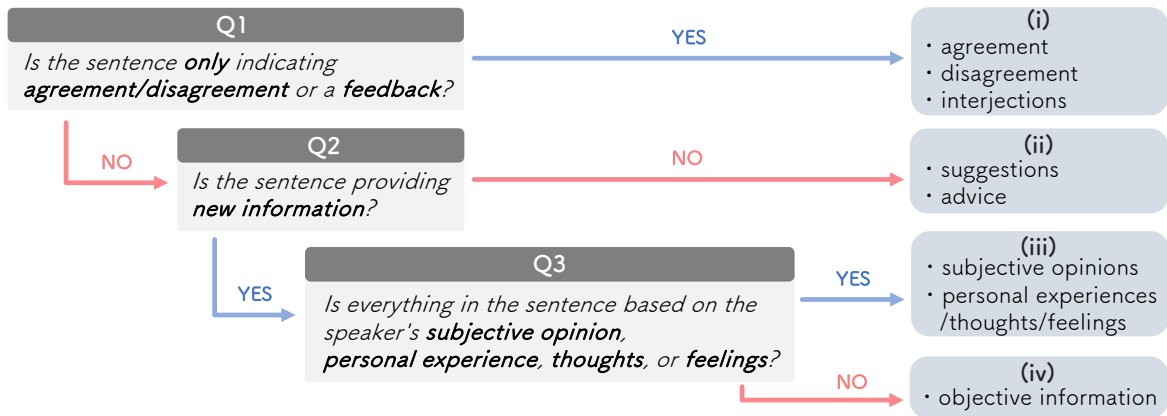 Q1
Is the sentence only indicating
agreement/disagreement or a feedback?
YES
(i)
・agreement
・disagreement
・interjections
NO
Q2
Is the sentence providing
new information?
NO
(ii)
・suggestions
・advice
YES
Q3
Is everything in the sentence based on the
speaker's subjective opinion,
personal experience, thoughts, or feelings?
YES
(iii)
・subjective opinions
・personal experiences
/thoughts/feelings
NO
(iv)
・objective information